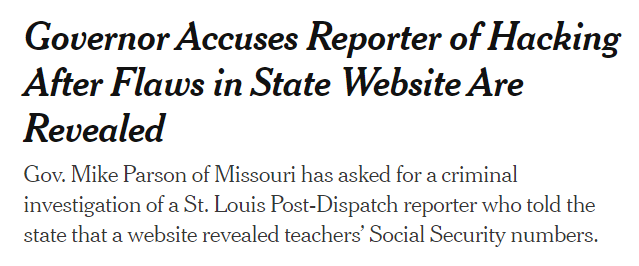 Governor Accuses Reporter of Hacking
After Flaws in State Website Are
Revealed
Gov. Mike Parson of Missouri has asked for a criminal
investigation of a St. Louis Post-Dispatch reporter who told the
state that a website revealed teachers’ Social Security numbers.